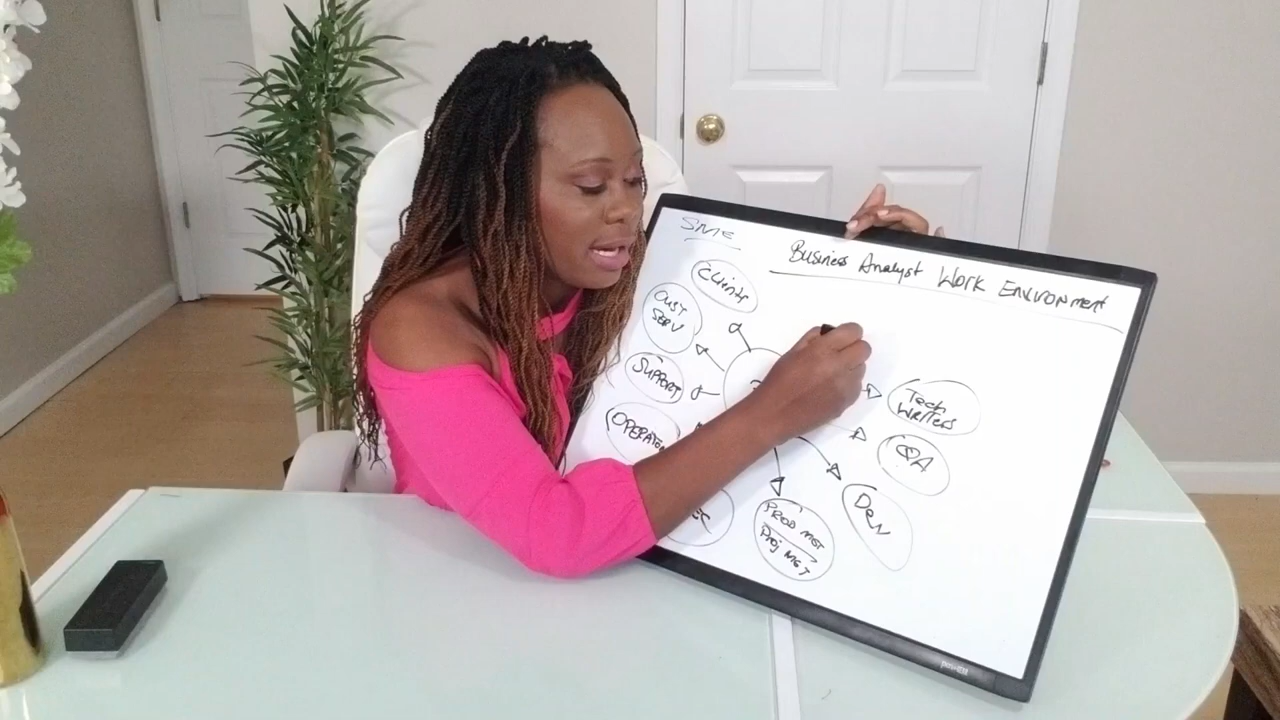 SME
Business Analyst Work Environment
Clients
CUST
SERV
SUPPORT
Tech
WRITERS
QA
DEV
PROD MGT
Proj MGT